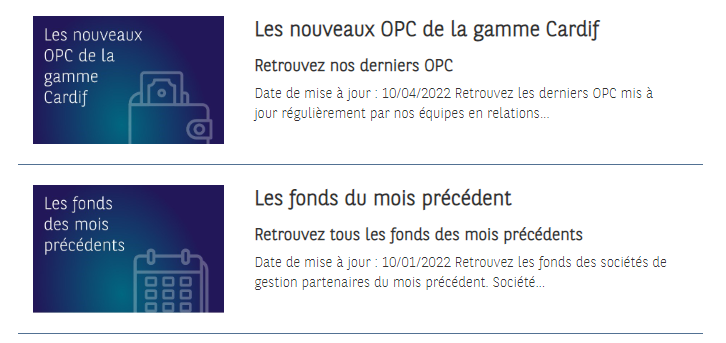 Les nouveaux
OPC de la
gamme
Cardif
Les nouveaux OPC de la gamme Cardif
Retrouvez nos derniers OPC
Date de mise à jour : 10/04/2022 Retrouvez les derniers OPC mis à
jour régulièrement par nos équipes en relations...
Les fonds
des mois
précédents
Les fonds du mois précédent
Retrouvez tous les fonds des mois précédents
Date de mise à jour : 10/01/2022 Retrouvez les fonds des sociétés de
gestion partenaires du mois précédent. Société...